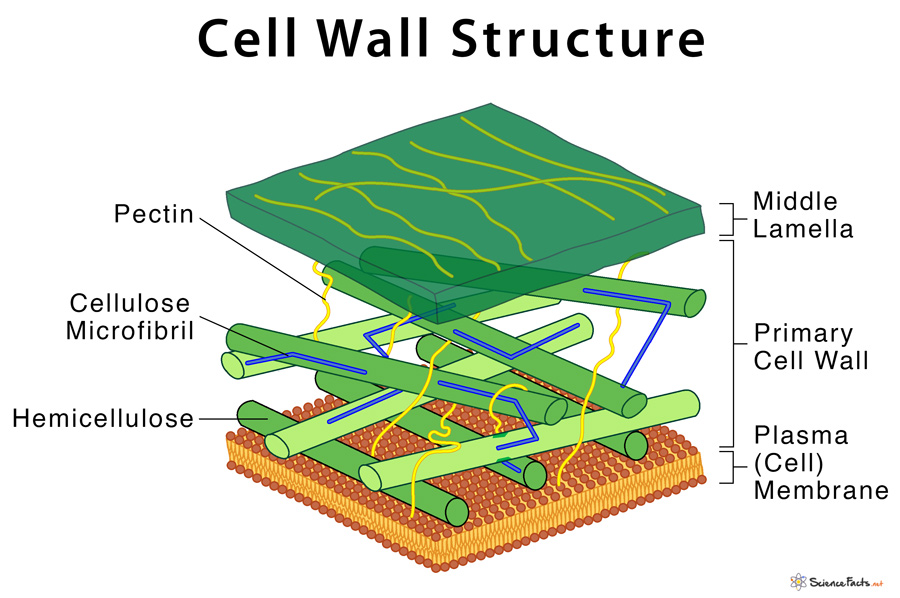 Cell Wall Structure
Pectin
Cellulose
Microfibril
Hemicellulose
Middle
Lamella
Primary
Cell Wall
Plasma
(Cell)
Membrane
ScienceFacts.net